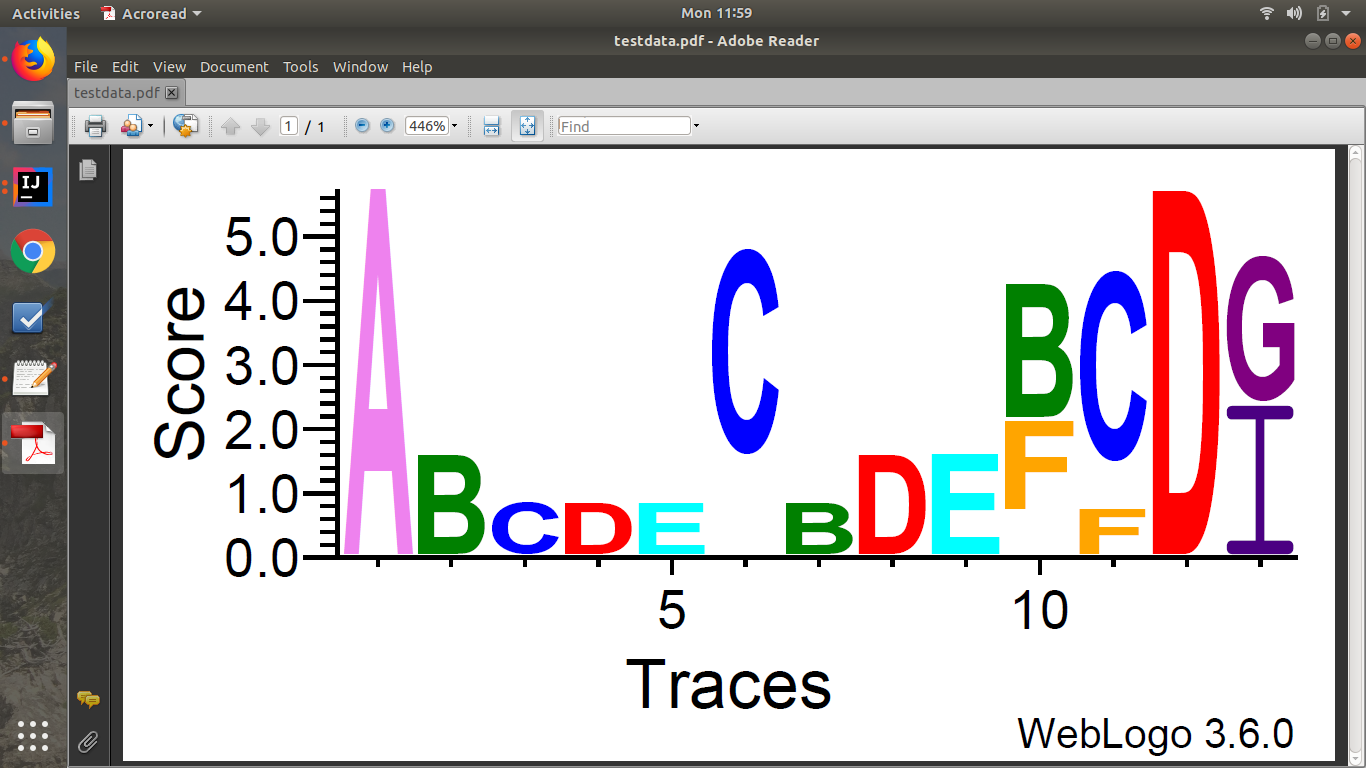 Activities Acroread Mon 11:59
testdata.pdf - Adobe Reader
File Edit View Document Tools Window Help
testdata.pdf
1 / 1 446% Find
IJ
Score
5.0
4.0
3.0
2.0
1.0
0.0
A B C D E C B D E B F C F D G I
5 10
Traces
WebLogo 3.6.0